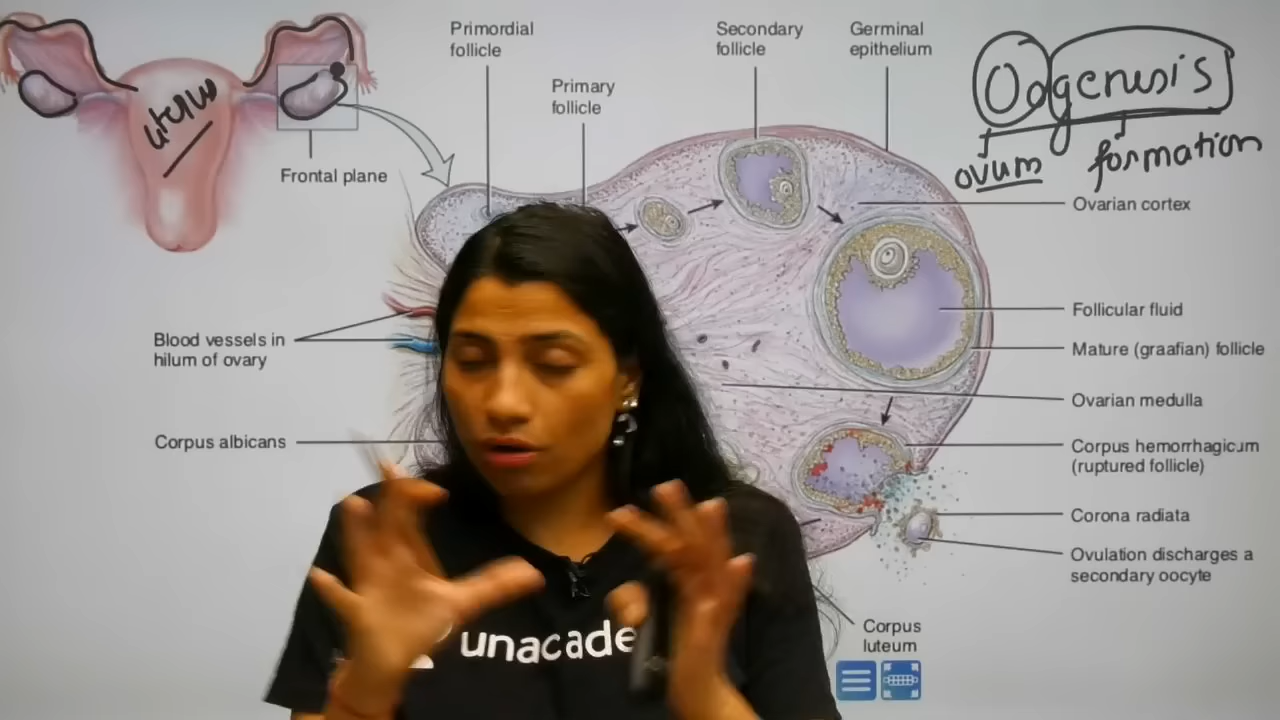 Primordial
follicle
Primary
follicle
Secondary
follicle
Germinal
epithelium
Oogenusis
ovum
formation
uterus
Frontal plane
Ovarian cortex
Follicular fluid
Mature (graafian) follicle
Ovarian medulla
Corpus hemorrhagicum
(ruptured follicle)
Corona radiata
Ovulation discharges a
secondary oocyte
Corpus
luteum
Blood vessels in
hilum of ovary
Corpus albicans
unacade